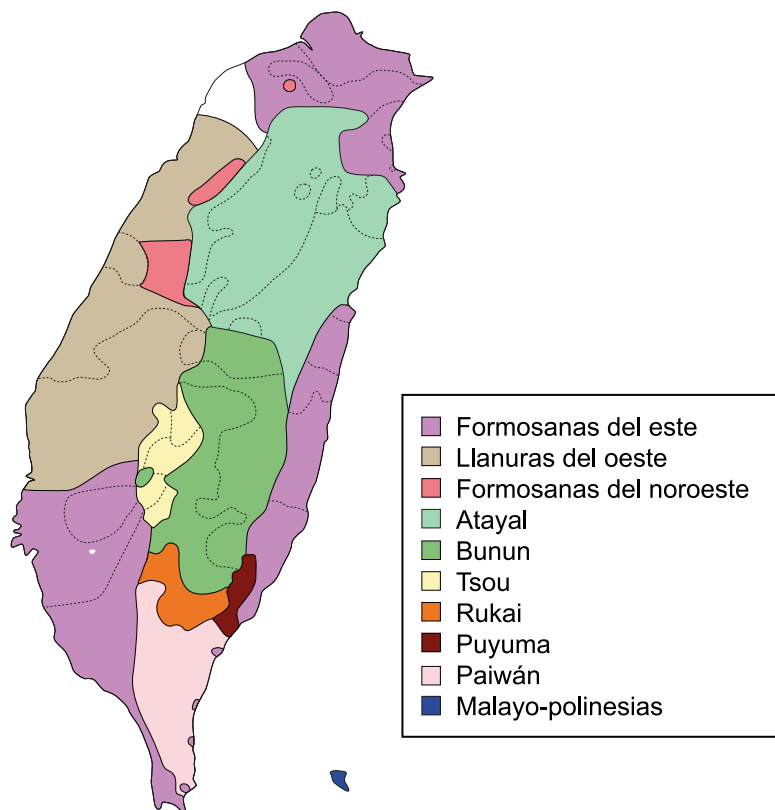 Formosanas del este
Llanuras del oeste
Formosanas del noroeste
Atayal
Bunun
Tsou
Rukai
Puyuma
Paiwán
Malayo-polinesias